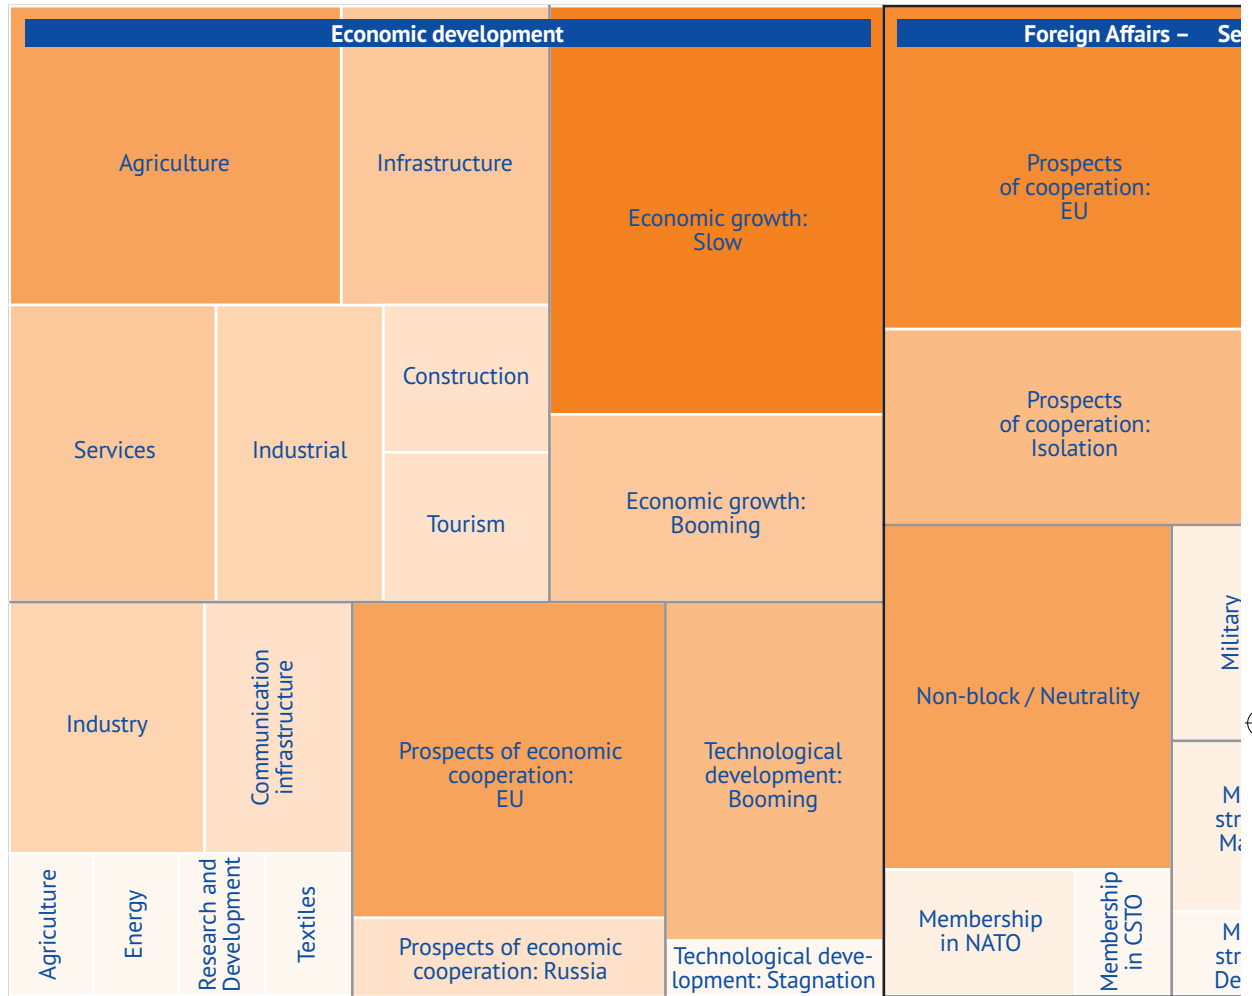 Economic development
Foreign Affairs –
Agriculture
Infrastructure
Economic growth:
Slow
Prospects
of cooperation:
EU
Services
Industrial
Construction
Tourism
Economic growth:
Booming
Prospects
of cooperation:
Isolation
Industry
Communication
infrastructure
Prospects of economic
cooperation:
EU
Technological
development:
Booming
Non-block / Neutrality
Military
Agriculture
Energy
Research and
Development
Textiles
Prospects of economic
cooperation: Russia
Technological deve-
lopment: Stagnation
Membership
in NATO
Membership
in CSTO